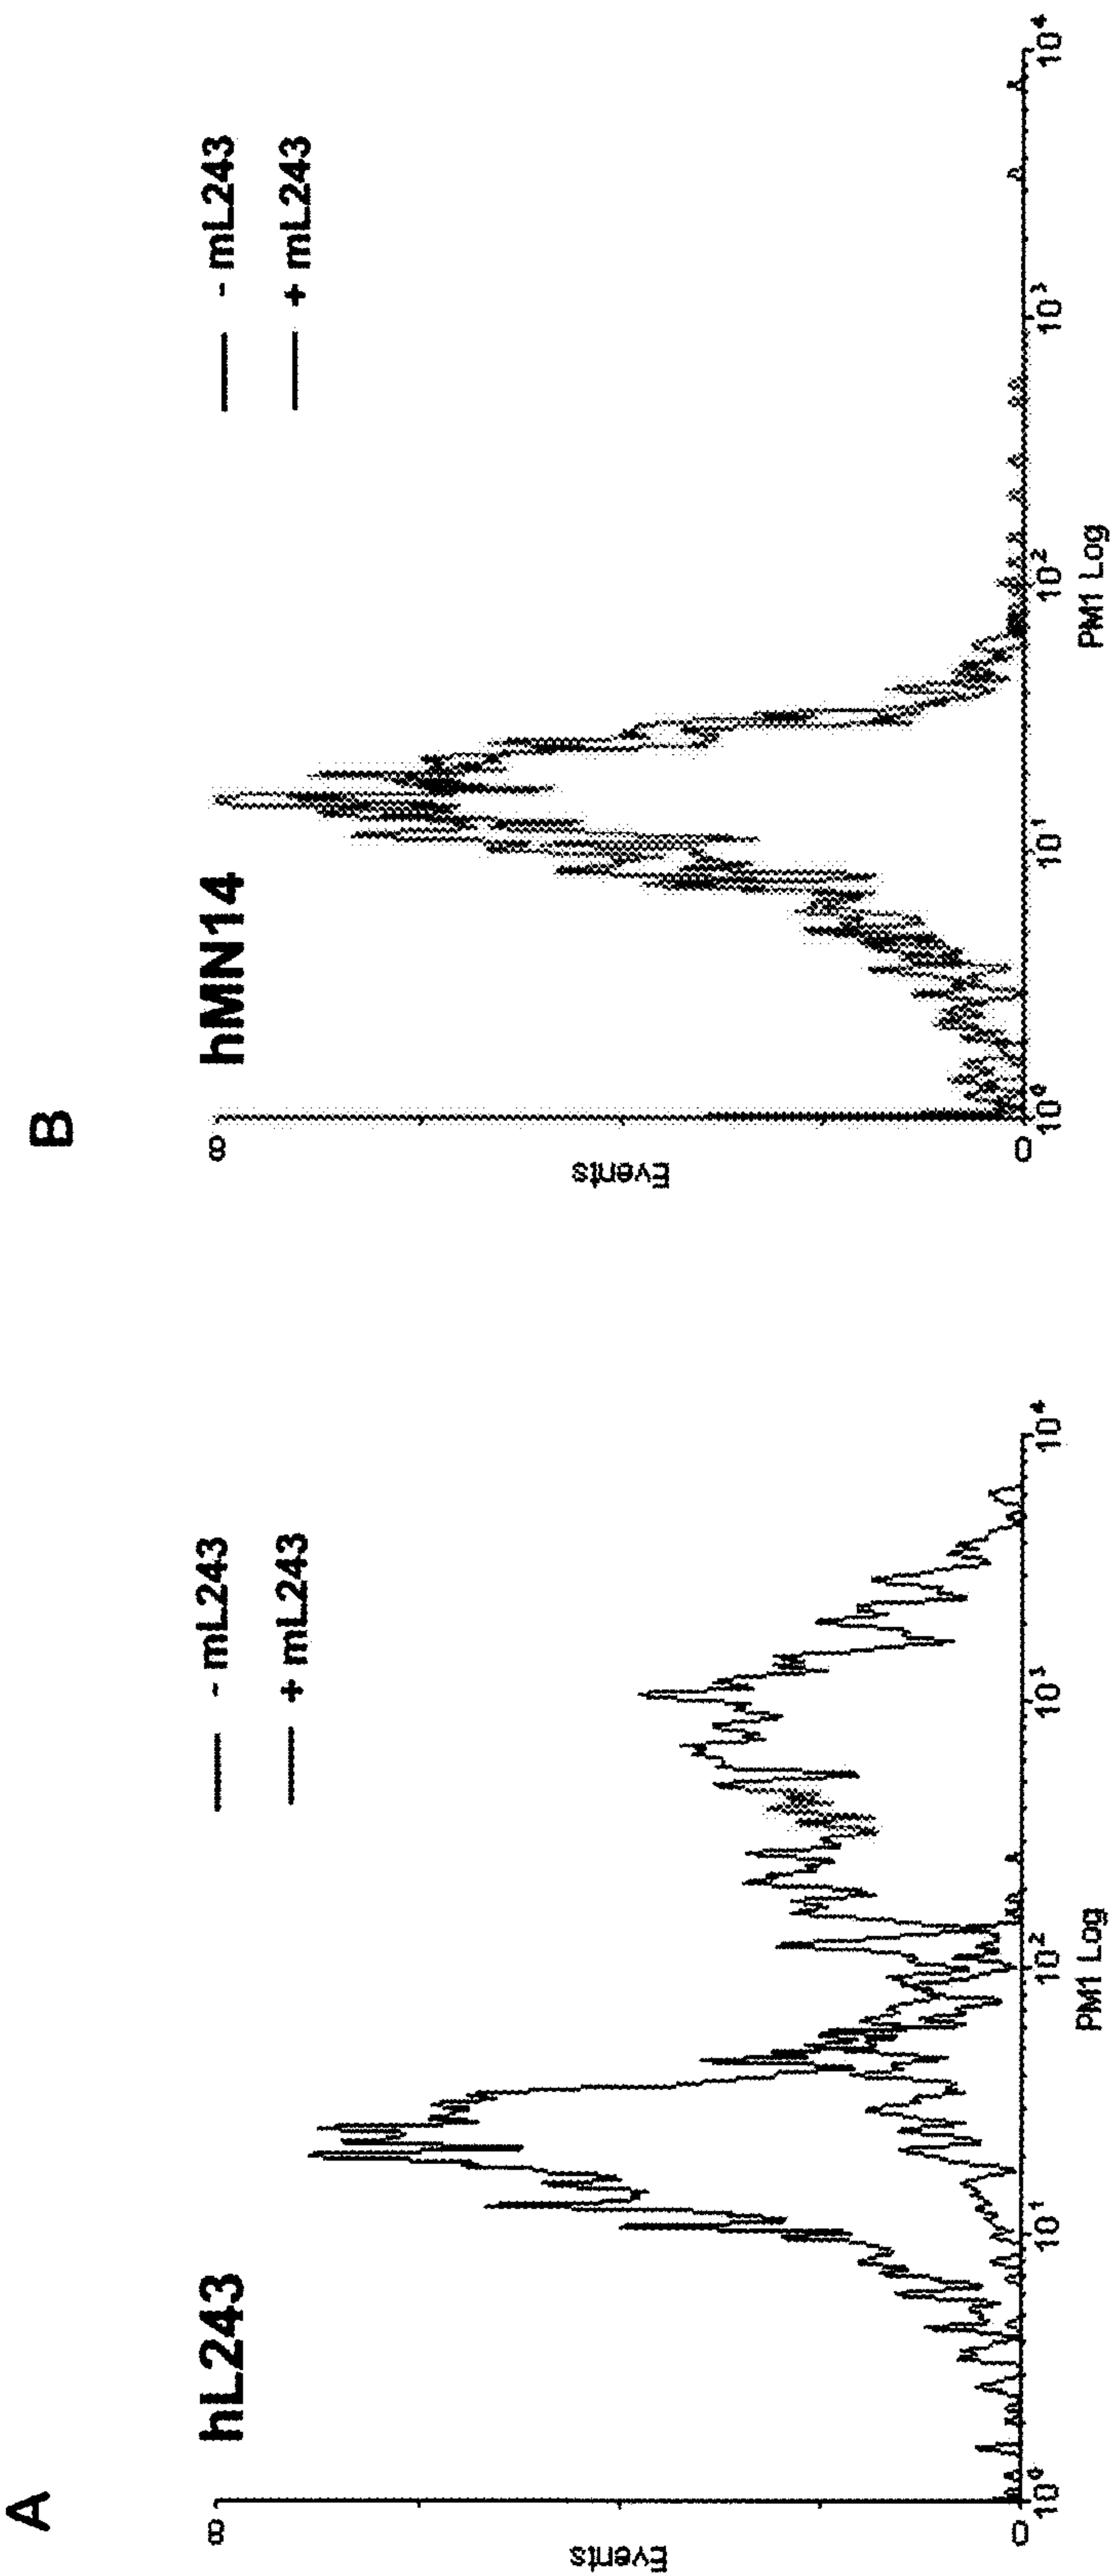 A
hL243
- mL243
+ mL243
8
Events
0
10⁰
10¹
10²
10³
10⁴
PM1 Log
B
hMN14
- mL243
+ mL243
8
Events
0
10⁰
10¹
10²
10³
10⁴
PM1 Log